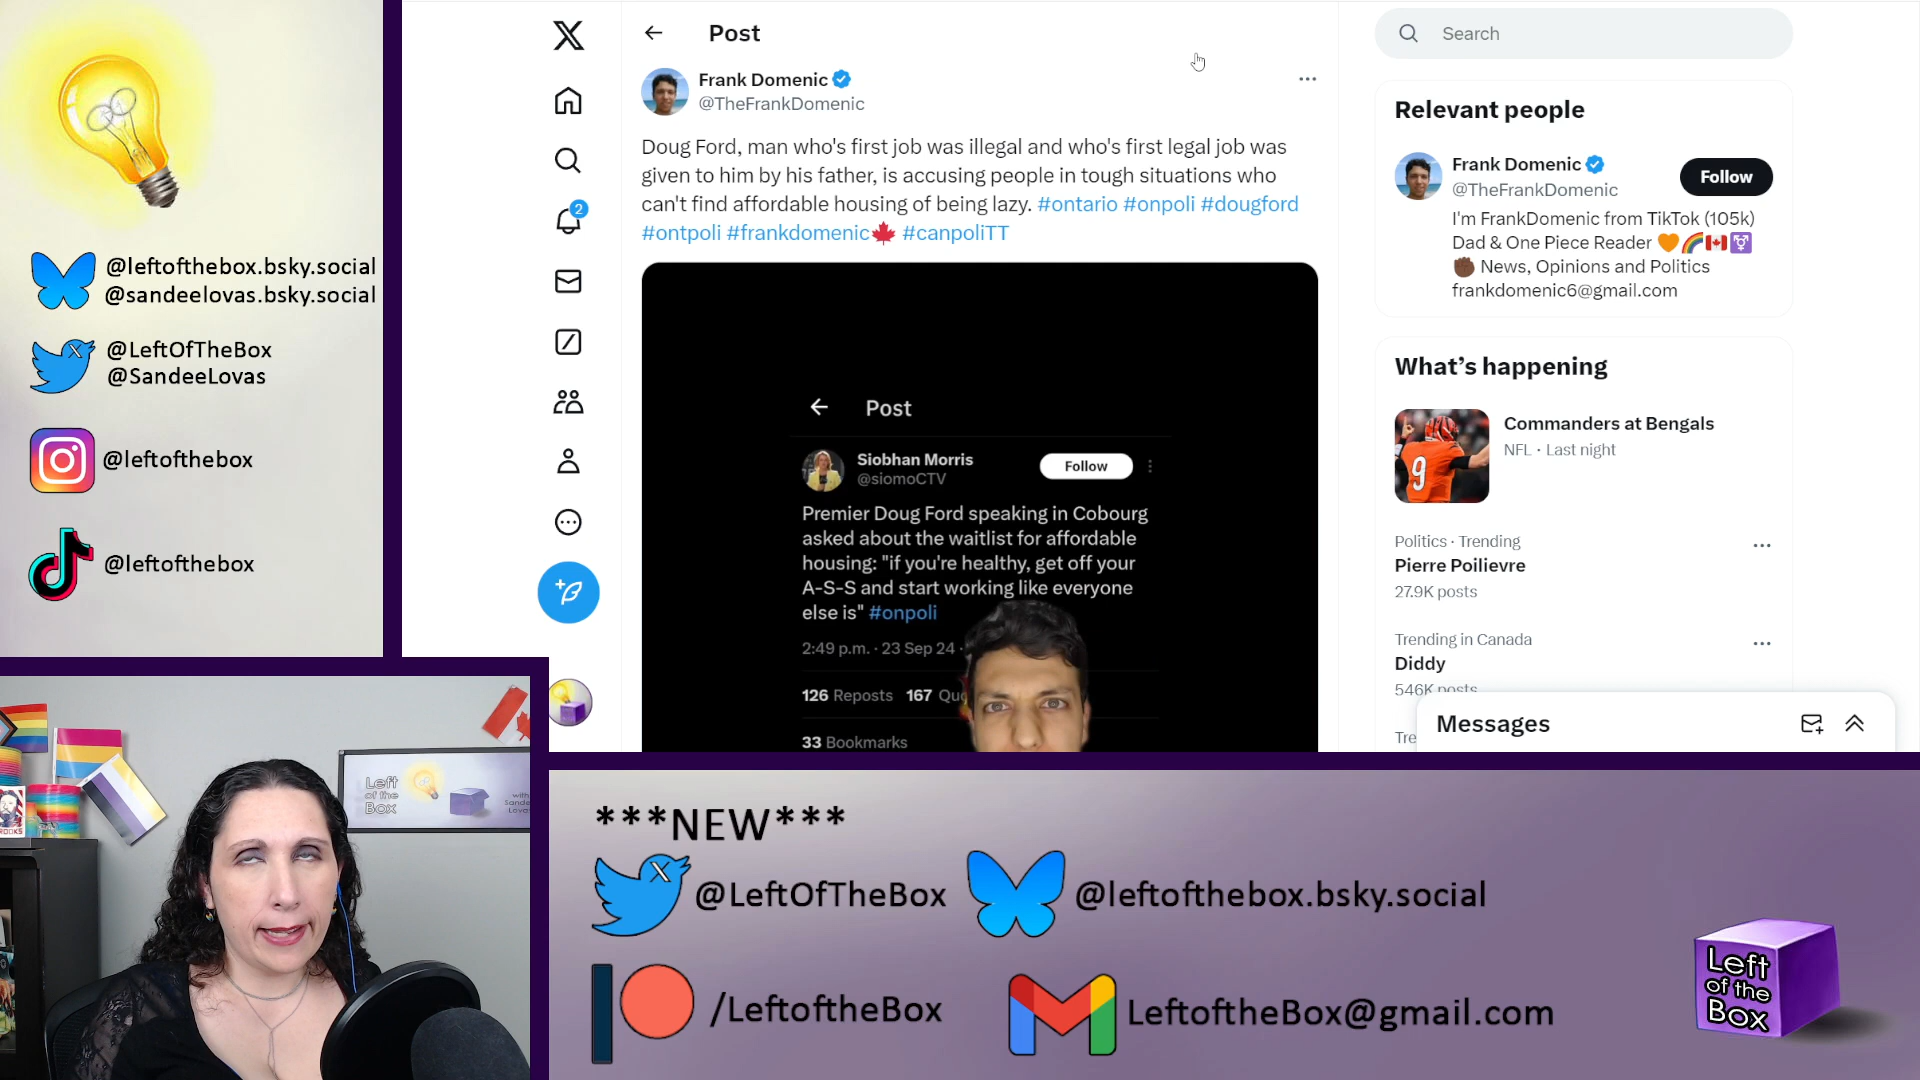 @leftofthebox.bsky.social
@sandeelovas.bsky.social
@LeftOfTheBox
@SandeeLovas
@leftofthebox
@leftofthebox
Post
Frank Domenic
@TheFrankDomenic
Doug Ford, man who's first job was illegal and who's first legal job was
given to him by his father, is accusing people in tough situations who
can't find affordable housing of being lazy. #ontario #onpoli #dougford
#ontpoli #frankdomenic🍁 #canpoliTT
2
Post
Siobhan Morris
@siomoCTV
Follow
Premier Doug Ford speaking in Cobourg
asked about the waitlist for affordable
housing: "if you're healthy, get off your
A-S-S and start working like everyone
else is" #onpoli
2:49 p.m. · 23 Sep 24 ·
126 Reposts 167
33 Bookmarks
Search
Relevant people
Frank Domenic
@TheFrankDomenic
Follow
I'm FrankDomenic from TikTok (105k)
Dad & One Piece Reader 🧡🌈🇨🇦⚧️
✊🏿 News, Opinions and Politics
frankdomenic6@gmail.com
What's happening
Commanders at Bengals
NFL · Last night
9
Politics · Trending
Pierre Poilievre
27.9K posts
Trending in Canada
Diddy
546K posts
Messages
Left
of the
Box
with
***NEW***
@LeftOfTheBox
@leftofthebox.bsky.social
/LeftoftheBox
LeftoftheBox@gmail.com
Left
of the
Box